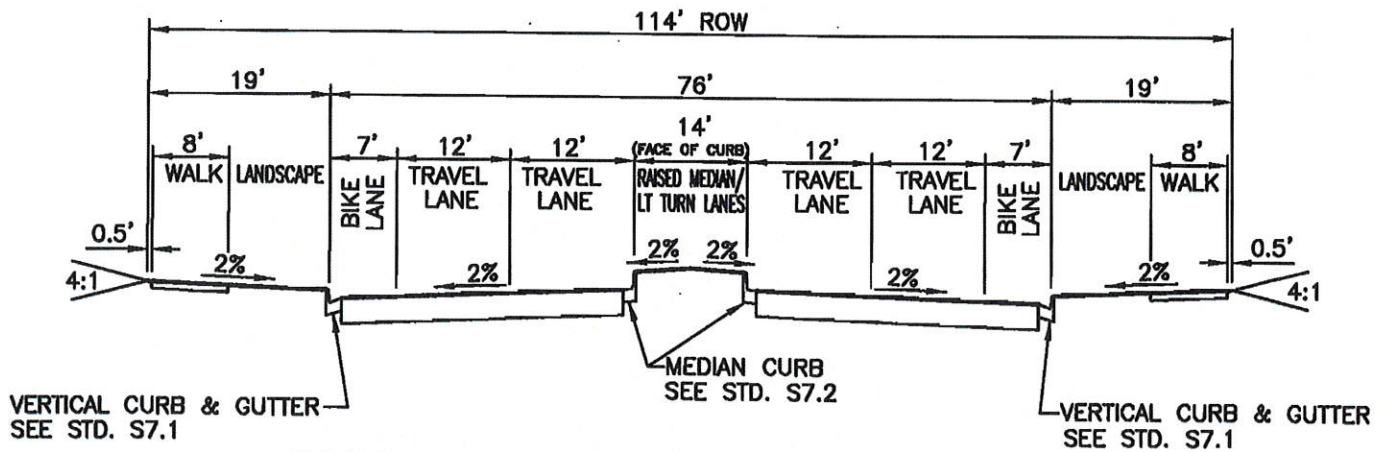 114' ROW
19'
76'
19'
8'
7'
12'
12'
14'
(FACE OF CURB)
12'
12'
7'
8'
WALK
LANDSCAPE
BIKE
LANE
TRAVEL
LANE
TRAVEL
LANE
RAISED MEDIAN/
LT TURN LANES
TRAVEL
LANE
TRAVEL
LANE
BIKE
LANE
LANDSCAPE
WALK
0.5'
2%
2%
2%
2%
2%
2%
0.5'
4:1
4:1
MEDIAN CURB
SEE STD. S7.2
VERTICAL CURB & GUTTER
SEE STD. S7.1
VERTICAL CURB & GUTTER
SEE STD. S7.1